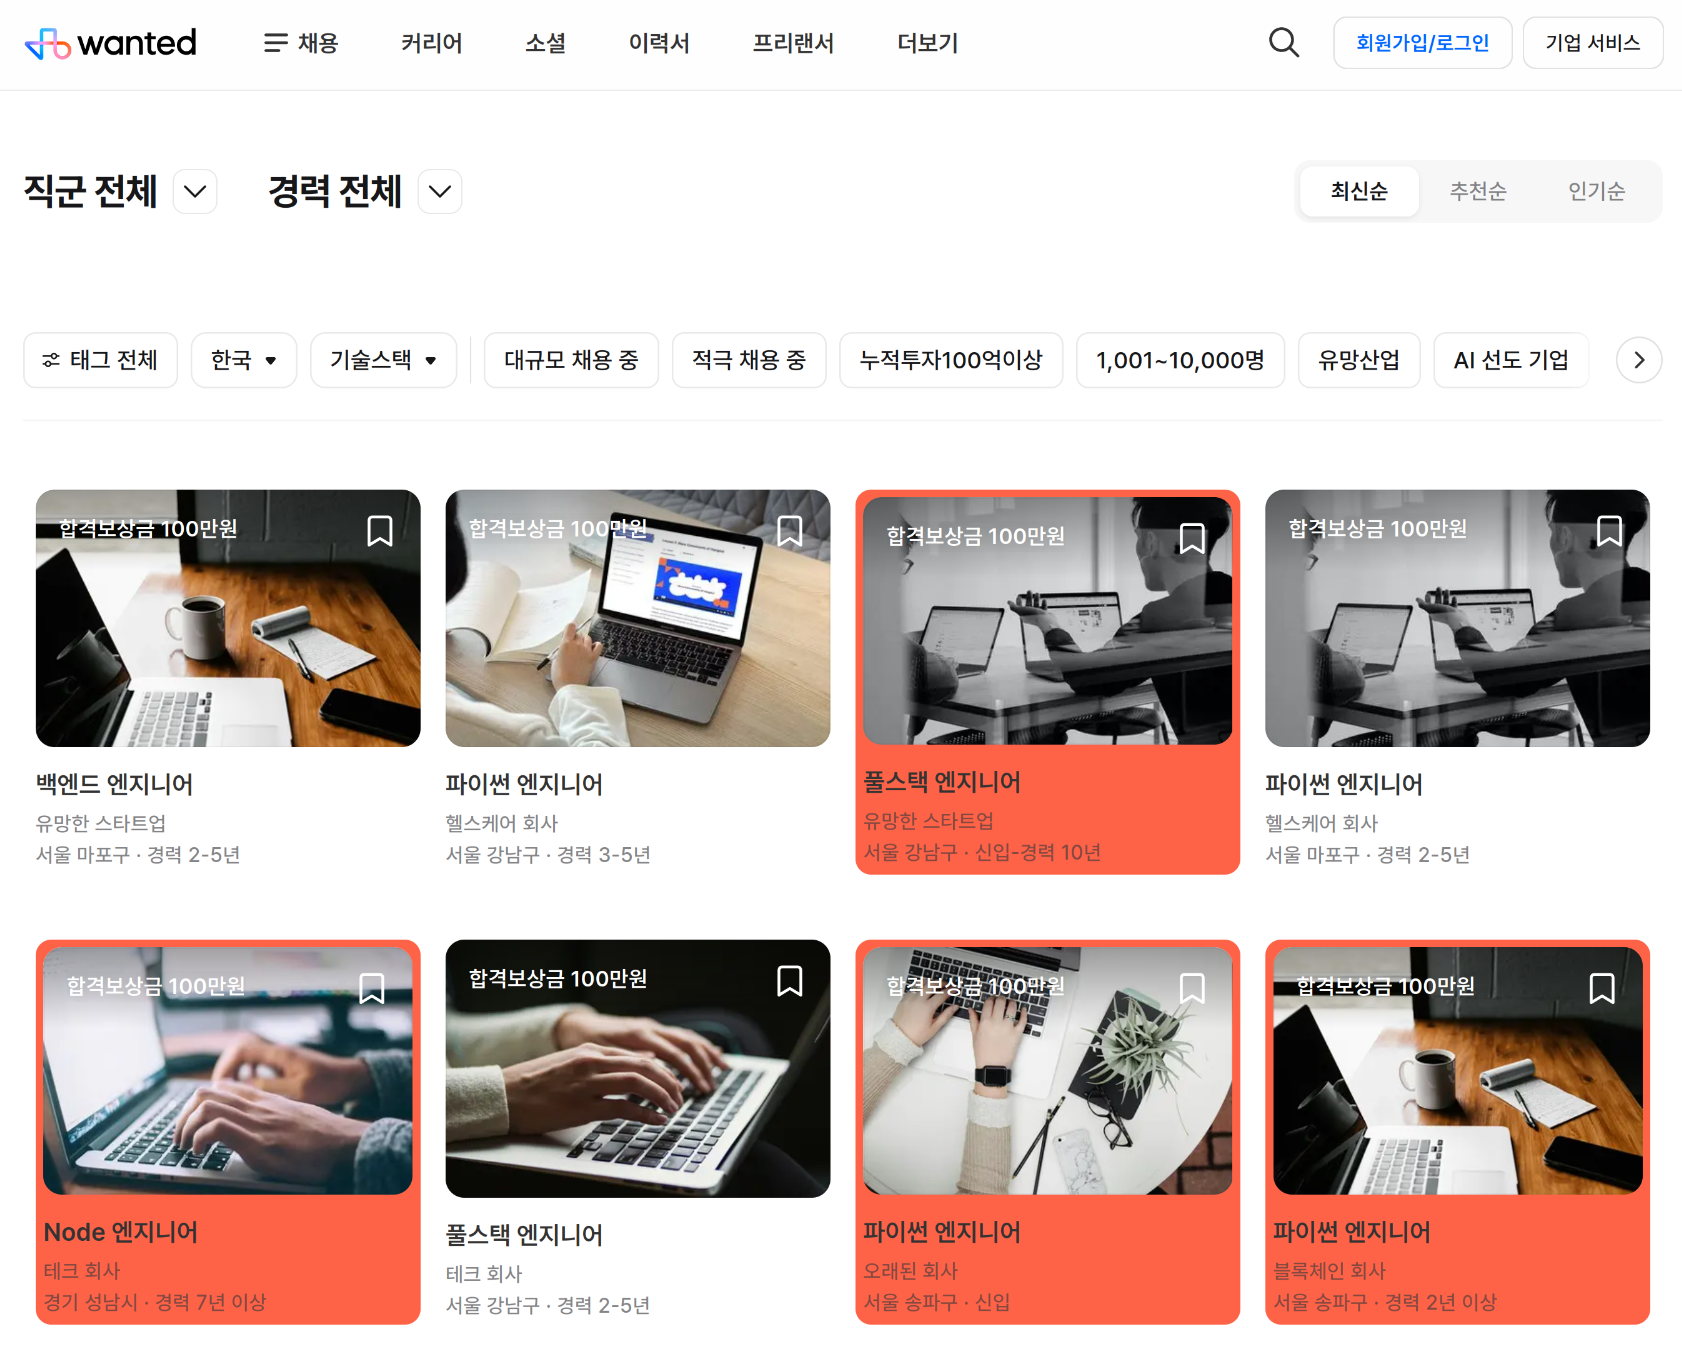 wanted
채용
커리어
소셜
이력서
프리랜서
더보기
회원가입/로그인
기업 서비스
직군 전체
경력 전체
최신순
추천순
인기순
태그 전체
한국
기술스택
대규모 채용 중
적극 채용 중
누적투자100억이상
1,001~10,000명
유망산업
AI 선도 기업
합격보상금 100만원
백엔드 엔지니어
유망한 스타트업
서울 마포구 · 경력 2-5년
합격보상금 100만원
파이썬 엔지니어
헬스케어 회사
서울 강남구 · 경력 3-5년
합격보상금 100만원
풀스택 엔지니어
유망한 스타트업
서울 강남구 · 신입-경력 10년
합격보상금 100만원
파이썬 엔지니어
헬스케어 회사
서울 마포구 · 경력 2-5년
합격보상금 100만원
Node 엔지니어
테크 회사
경기 성남시 · 경력 7년 이상
합격보상금 100만원
풀스택 엔지니어
테크 회사
서울 강남구 · 경력 2-5년
합격보상금 100만원
파이썬 엔지니어
오래된 회사
서울 송파구 · 신입
합격보상금 100만원
파이썬 엔지니어
블록체인 회사
서울 송파구 · 경력 2년 이상